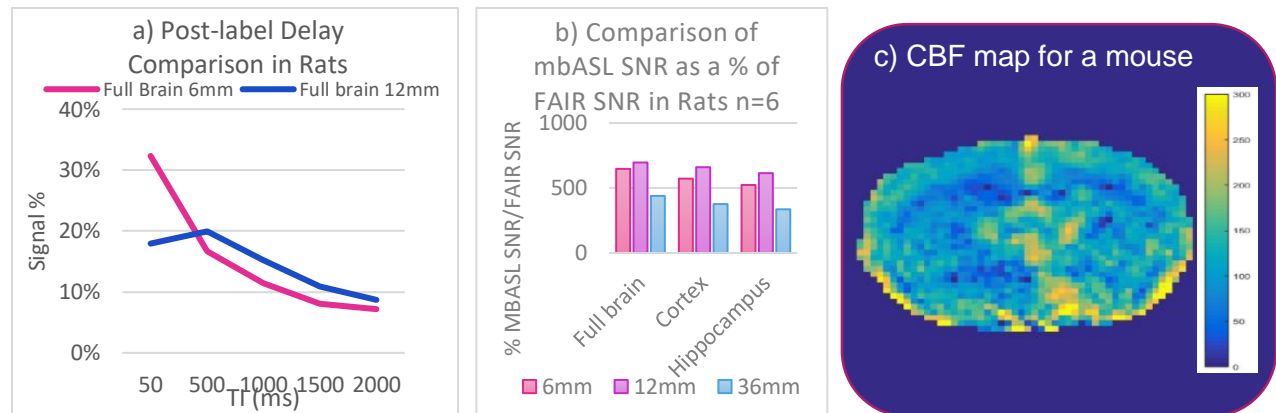 a) Post-label Delay
Comparison in Rats
Full Brain 6mm Full brain 12mm
40%
30%
20%
10%
0%
Signal %
50 500 1000 1500 2000
TI (ms)
b) Comparison of
mbASL SNR as a % of
FAIR SNR in Rats n=6
1000
500
0
% MBASL SNR/FAIR SNR
Full brain
Cortex
Hippocampus
6mm 12mm 36mm
c) CBF map for a mouse
300
250
200
150
100
50
0